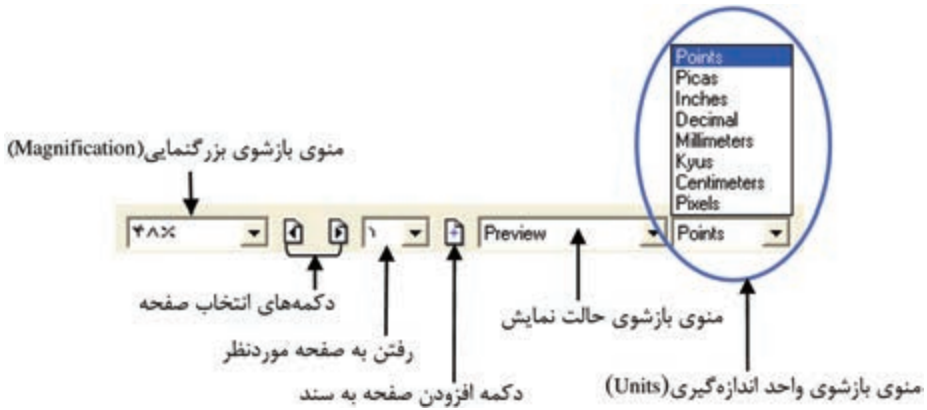 Points
Picas
Inches
Decimal
Millimeters
Kyus
Centimeters
Pixels
منوی بازشوی بزرگنمایی(Magnification)
۴۸% ۱ Preview Points
دکمه‌های انتخاب صفحه
منوی بازشوی حالت نمایش
رفتن به صفحه موردنظر
دکمه افزودن صفحه به سند
منوی بازشوی واحد اندازه‌گیری(Units)